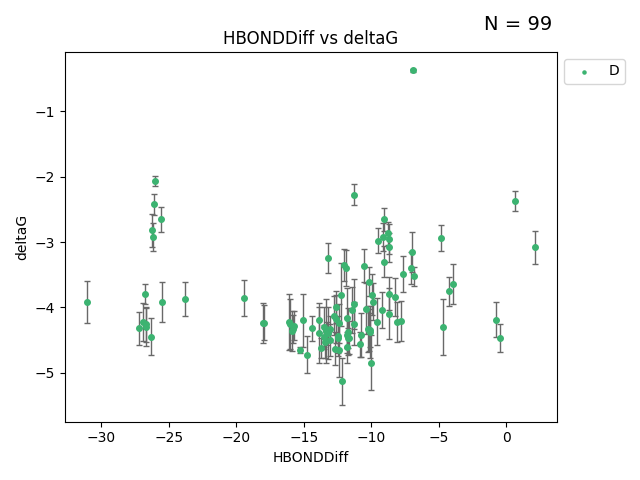 N = 99
HBONDDiff vs deltaG
D
deltaG
−1
−2
−3
−4
−5
−30 −25 −20 −15 −10 −5 0
HBONDDiff